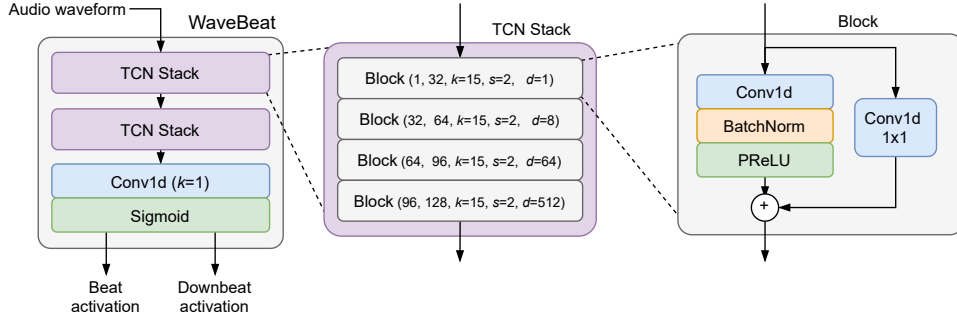 Audio waveform
WaveBeat
TCN Stack
TCN Stack
Conv1d (k=1)
Sigmoid
Beat
activation
Downbeat
activation
TCN Stack
Block (1, 32, k=15, s=2, d=1)
Block (32, 64, k=15, s=2, d=8)
Block (64, 96, k=15, s=2, d=64)
Block (96, 128, k=15, s=2, d=512)
Block
Conv1d
BatchNorm
PReLU
Conv1d
1x1
+